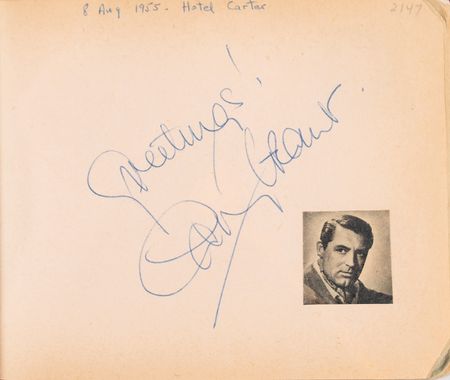 8 Aug 1955 - Hotel Carter
2147
Greetings!
Cary Grant.